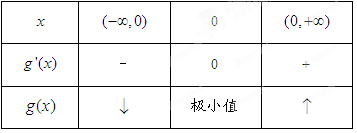 x (−∞,0) 0 (0,+∞)
g'(x) - 0 +
g(x) ↓ 极小值 ↑